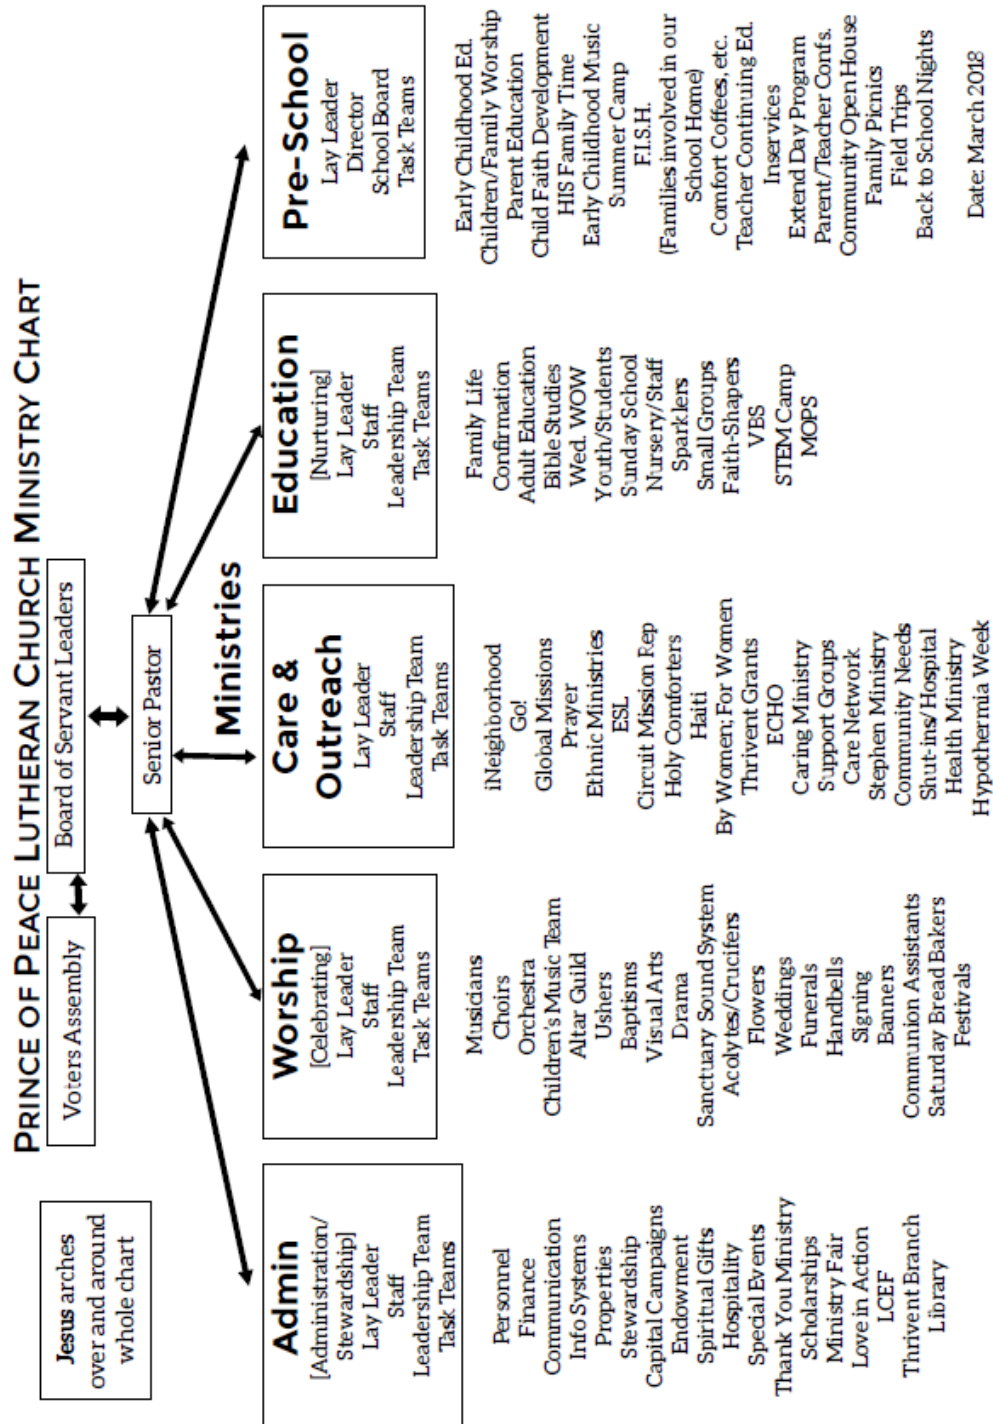 PRINCE OF PEACE LUTHERAN CHURCH MINISTRY CHART
Jesus arches
over and around
whole chart
Voters Assembly
Board of Servant Leaders
Senior Pastor
Ministries
Admin
[Administration/
Stewardship]
Lay Leader
Staff
Leadership Team
Task Teams
Personnel
Finance
Communication
Info Systems
Properties
Stewardship
Capital Campaigns
Endowment
Spiritual Gifts
Hospitality
Special Events
Thank You Ministry
Scholarships
Ministry Fair
Love in Action
LCEF
Thrivent Branch
Library
Worship
[Celebrating]
Lay Leader
Staff
Leadership Team
Task Teams
Musicians
Choirs
Orchestra
Children's Music Team
Altar Guild
Ushers
Baptisms
Visual Arts
Drama
Sanctuary Sound System
Acolytes/Crucifers
Flowers
Weddings
Funerals
Handbells
Signing
Banners
Communion Assistants
Saturday Bread Bakers
Festivals
Care &
Outreach
Lay Leader
Staff
Leadership Team
Task Teams
iNeighborhood
Go!
Global Missions
Prayer
Ethnic Ministries
ESL
Circuit Mission Rep
Holy Comforters
Haiti
By Women; For Women
Thrivent Grants
ECHO
Caring Ministry
Support Groups
Care Network
Stephen Ministry
Community Needs
Shut-ins/Hospital
Health Ministry
Hypothermia Week
Education
[Nurturing]
Lay Leader
Staff
Leadership Team
Task Teams
Family Life
Confirmation
Adult Education
Bible Studies
Wed. WOW
Youth/Students
Sunday School
Nursery/Staff
Sparklers
Small Groups
Faith-Shapers
VBS
STEM Camp
MOPS
Pre-School
Lay Leader
Director
School Board
Task Teams
Early Childhood Ed.
Children/Family Worship
Parent Education
Child Faith Development
HIS Family Time
Early Childhood Music
Summer Camp
F.I.S.H.
(Families involved in our
School Home)
Comfort Coffees, etc.
Teacher Continuing Ed.
Inservices
Extend Day Program
Parent/Teacher Confs.
Community Open House
Family Picnics
Field Trips
Back to School Nights
Date: March 2018